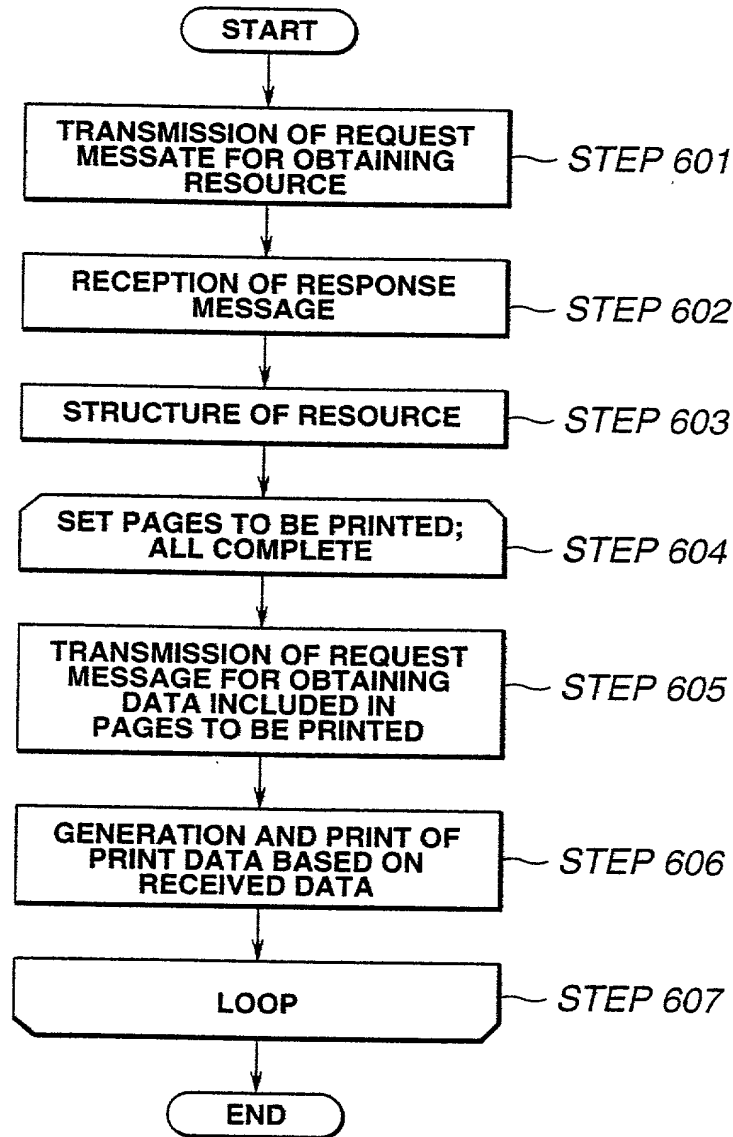 START
TRANSMISSION OF REQUEST
MESSATE FOR OBTAINING
RESOURCE
STEP 601
RECEPTION OF RESPONSE
MESSAGE
STEP 602
STRUCTURE OF RESOURCE
STEP 603
SET PAGES TO BE PRINTED;
ALL COMPLETE
STEP 604
TRANSMISSION OF REQUEST
MESSAGE FOR OBTAINING
DATA INCLUDED IN
PAGES TO BE PRINTED
STEP 605
GENERATION AND PRINT OF
PRINT DATA BASED ON
RECEIVED DATA
STEP 606
LOOP
STEP 607
END